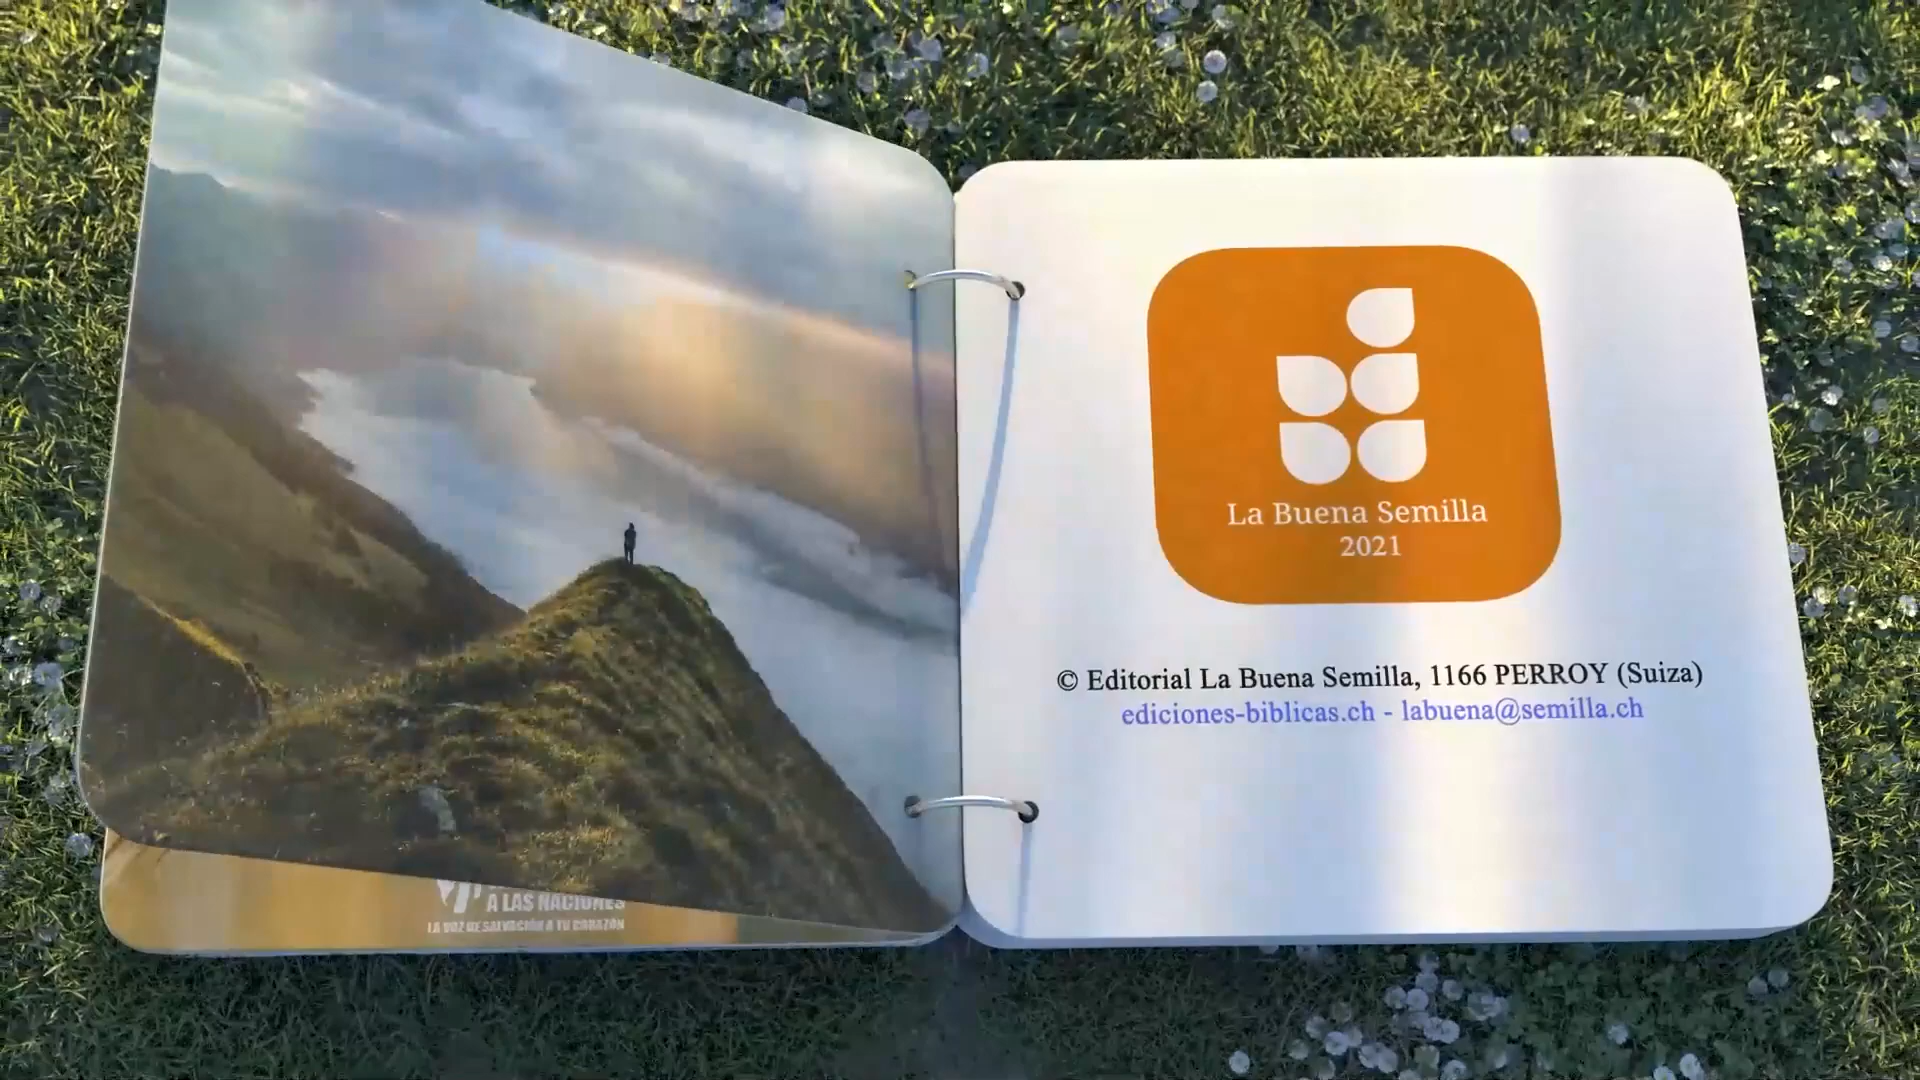 A LAS NACIONES
LA VOZ DE SALVACIÓN A TU CORAZÓN
La Buena Semilla
2021
© Editorial La Buena Semilla, 1166 PERROY (Suiza)
ediciones-biblicas.ch - labuena@semilla.ch